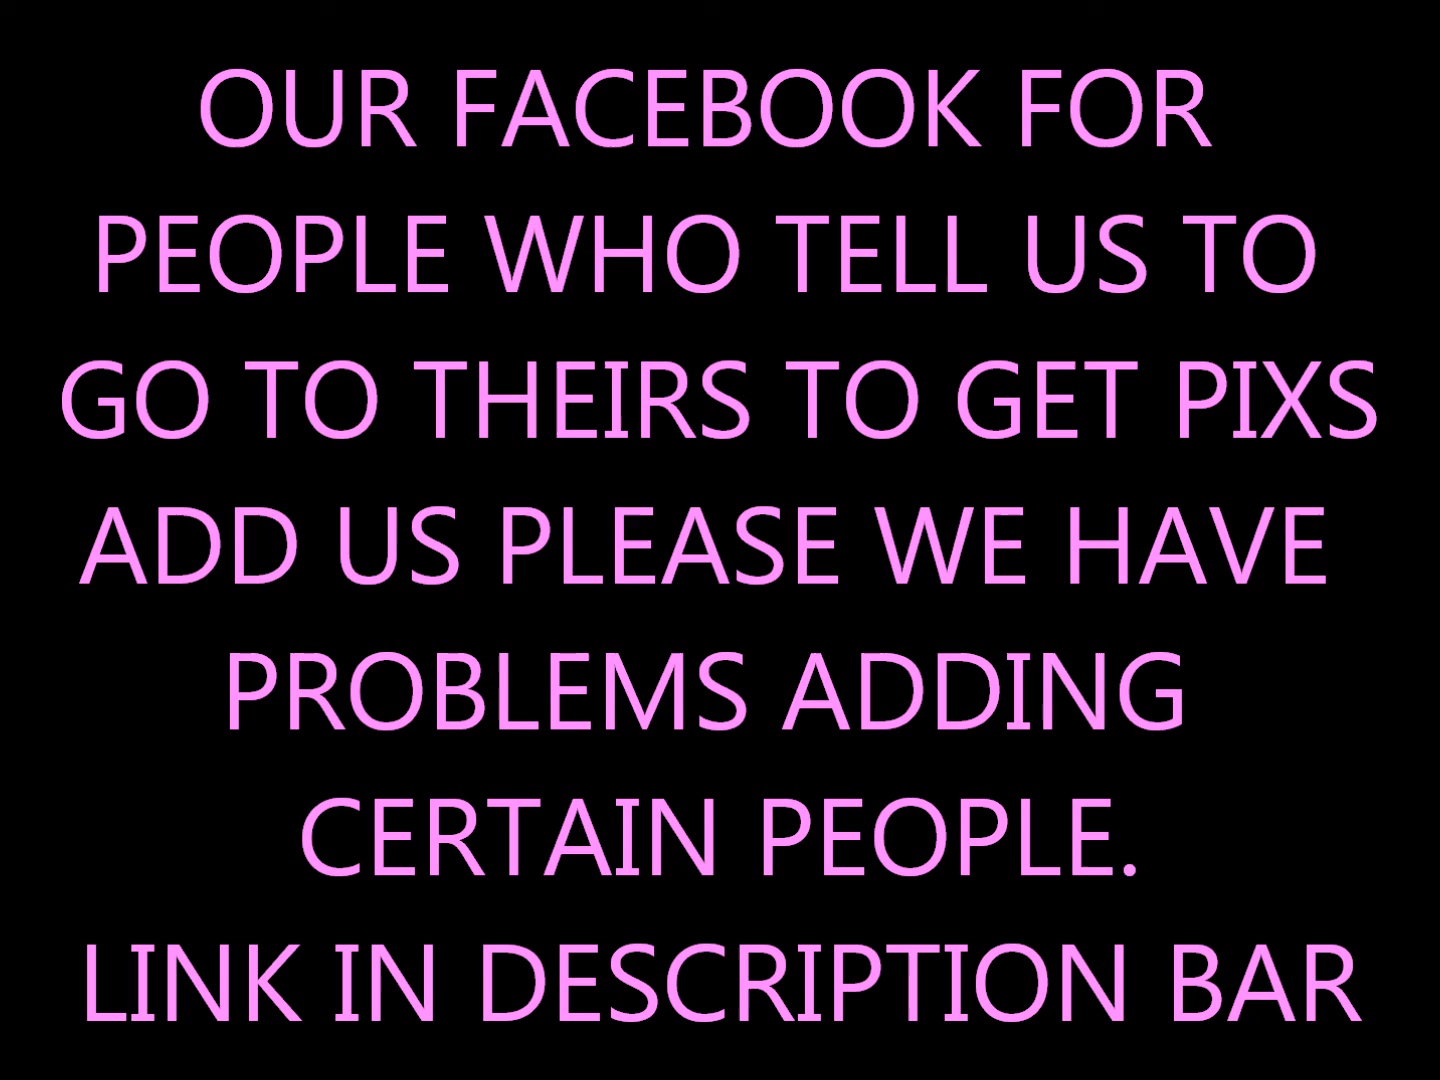 OUR FACEBOOK FOR
PEOPLE WHO TELL US TO
GO TO THEIRS TO GET PIXS
ADD US PLEASE WE HAVE
PROBLEMS ADDING
CERTAIN PEOPLE.
LINK IN DESCRIPTION BAR